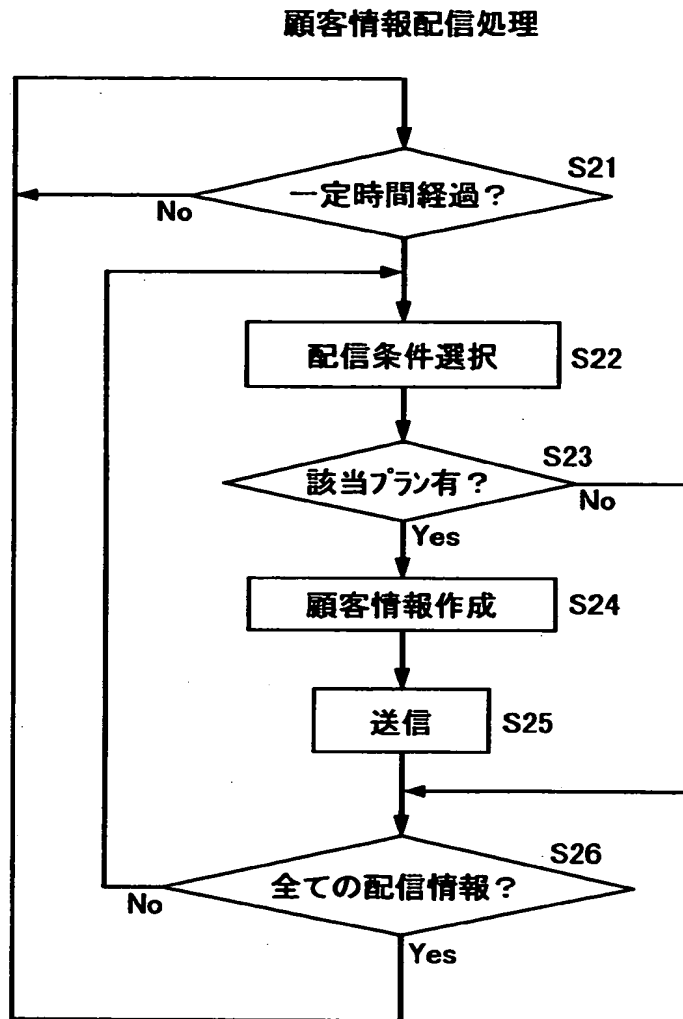 顧客情報配信処理
S21
一定時間経過？
No
配信条件選択
S22
S23
該当プラン有？
No
Yes
顧客情報作成
S24
送信
S25
S26
全ての配信情報？
No
Yes